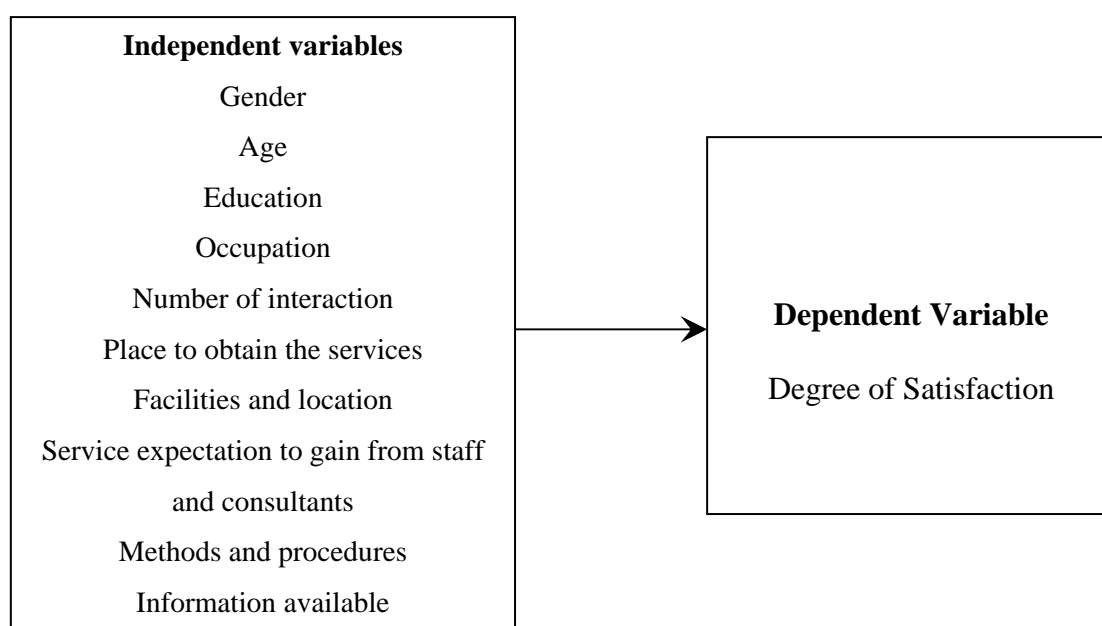 Independent variables
Gender
Age
Education
Occupation
Number of interaction
Place to obtain the services
Facilities and location
Service expectation to gain from staff
and consultants
Methods and procedures
Information available
Dependent Variable
Degree of Satisfaction